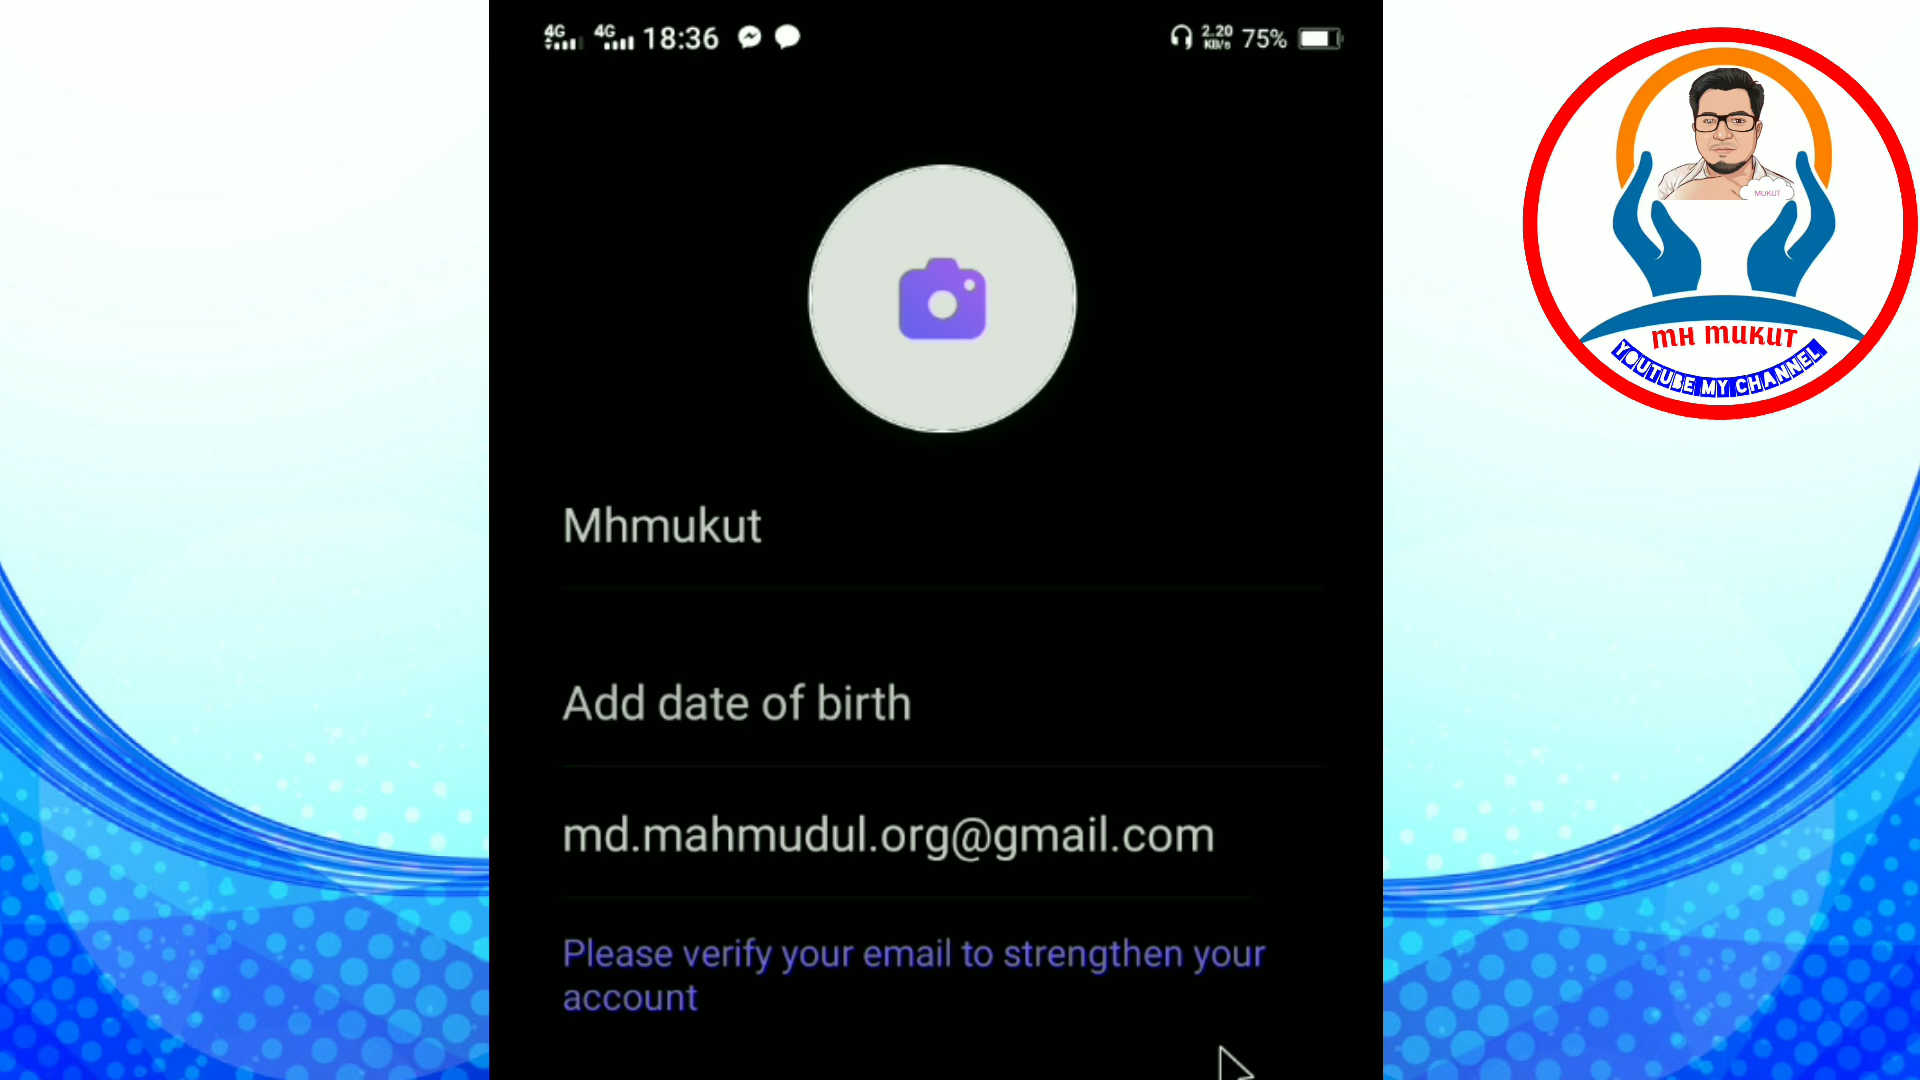 4G 4G 18:36
2.20 KB/s 75%
MUKUT
MH MUKUT
YOUTUBE MY CHANNEL
Mhmukut
Add date of birth
md.mahmudul.org@gmail.com
Please verify your email to strengthen your
account